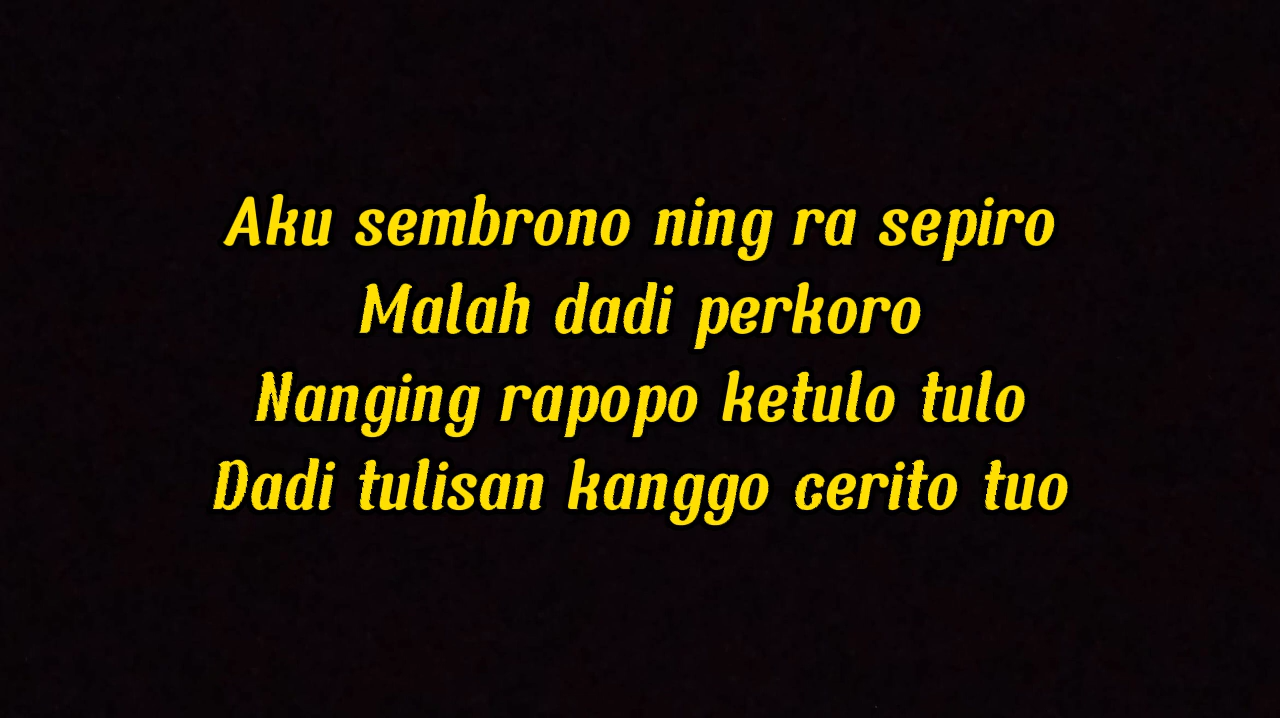 Aku sembrono ning ra sepiro
Malah dadi perkoro
Nanging rapopo ketulo tulo
Dadi tulisan kanggo cerito tuo